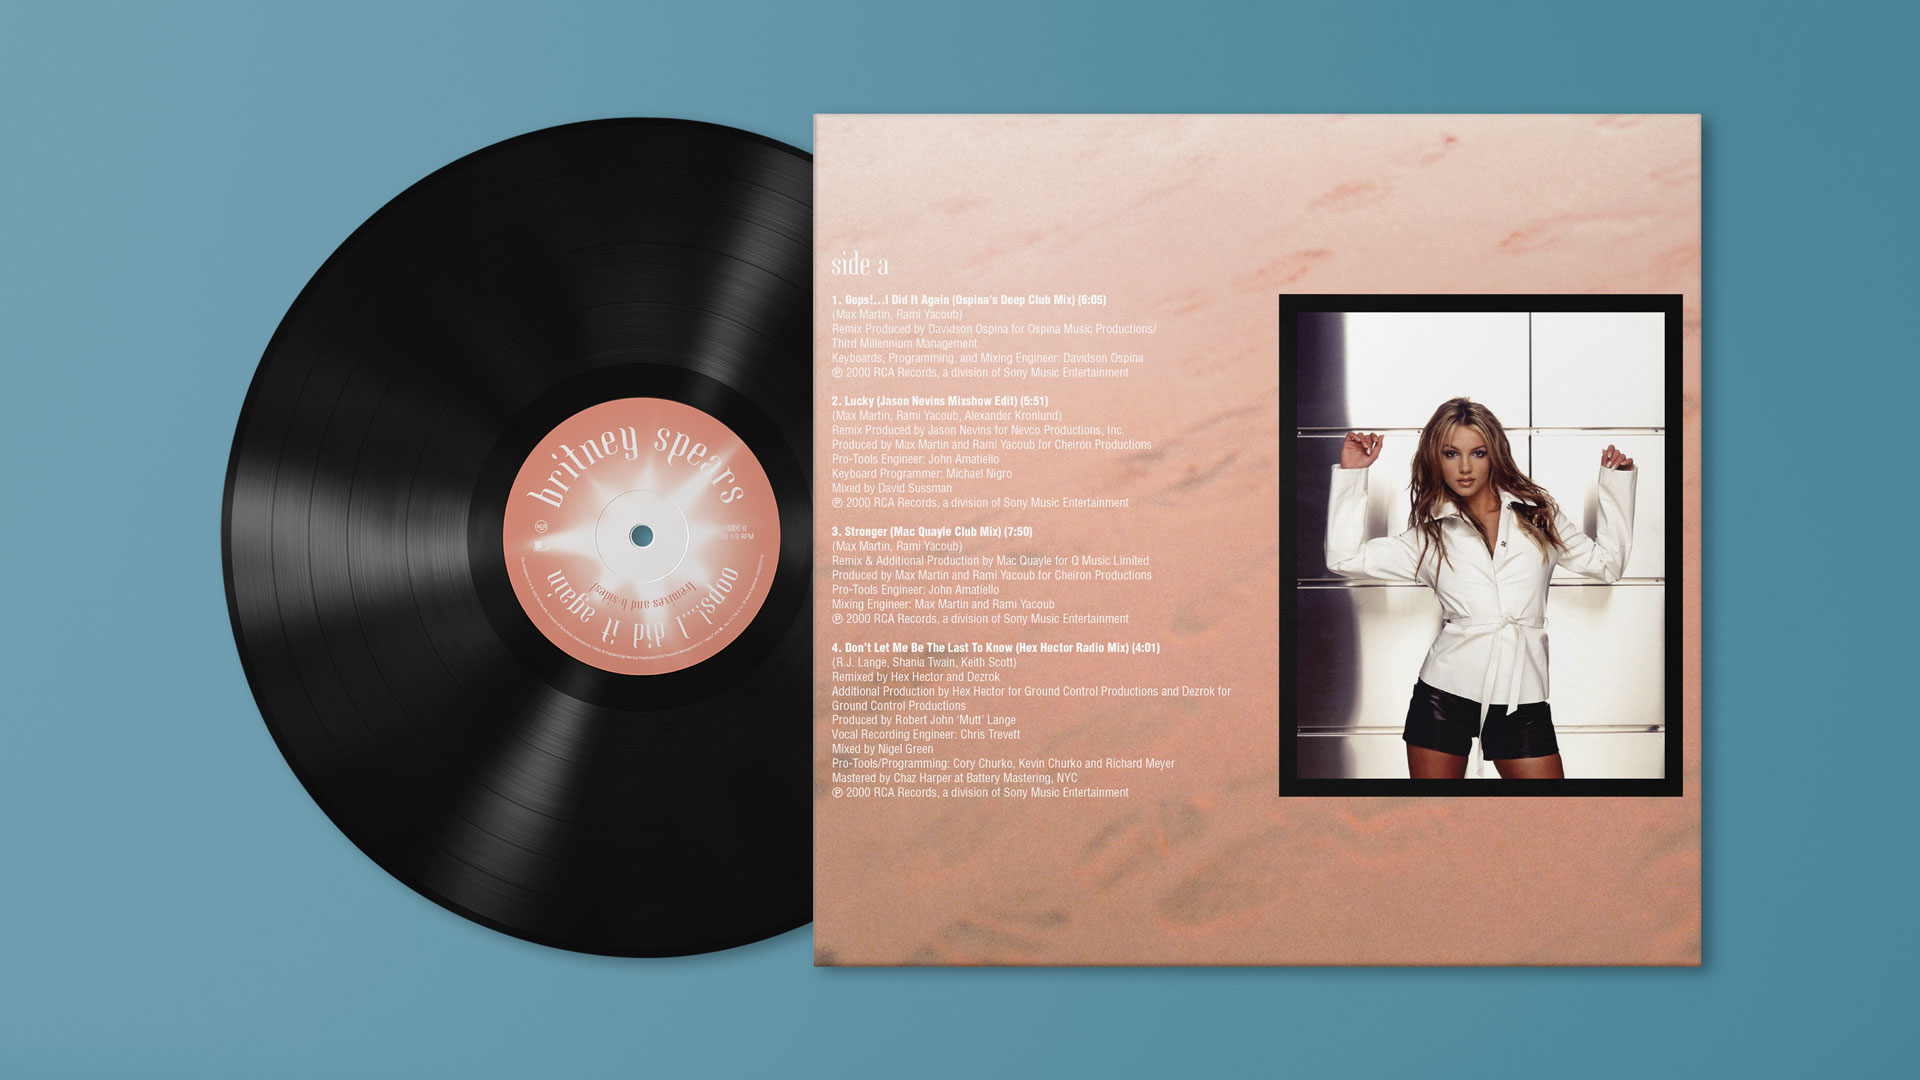 britney spears
RCA
SIDE B
33 1/3 RPM
oops!...I did it again
[remixes and b-sides]
side a
1. Oops!...I Did It Again (Ospina's Deep Club Mix) (6:05)
(Max Martin, Rami Yacoub)
Remix Produced by Davidson Ospina for Ospina Music Productions/
Third Millennium Management
Keyboards, Programming, and Mixing Engineer: Davidson Ospina
℗ 2000 RCA Records, a division of Sony Music Entertainment
2. Lucky (Jason Nevins Mixshow Edit) (5:51)
(Max Martin, Rami Yacoub, Alexander Kronlund)
Remix Produced by Jason Nevins for Nevco Productions, Inc.
Produced by Max Martin and Rami Yacoub for Cheiron Productions
Pro-Tools Engineer: John Amatiello
Keyboard Progrommer: Michael Nigro
Mixed by David Sussman
℗ 2000 RCA Records, a division of Sony Music Entertainment
3. Stronger (Mac Quayle Club Mix) (7:50)
(Max Martin, Rami Yacoub)
Remix & Additional Production by Mac Quayle for Q Music Limited
Produced by Max Martin and Rami Yacoub for Cheiron Productions
Pro-Tools Engineer: John Amatiello
Mixing Engineer: Max Martin and Rami Yacoub
℗ 2000 RCA Records, a division of Sony Music Entertainment
4. Don't Let Me Be The Last To Know (Hex Hector Radio Mix) (4:01)
(R.J. Lange, Shania Twain, Keith Scott)
Remixed by Hex Hector and Dezrok
Additional Production by Hex Hector for Ground Control Productions and Dezrok for
Ground Control Productions
Produced by Robert John 'Mutt' Lange
Vocal Recording Engineer: Chris Trevett
Mixed by Nigel Green
Pro-Tools/Programming: Cory Churko, Kevin Churko and Richard Meyer
Mastered by Chaz Harper at Battery Mastering, NYC
℗ 2000 RCA Records, a division of Sony Music Entertainment